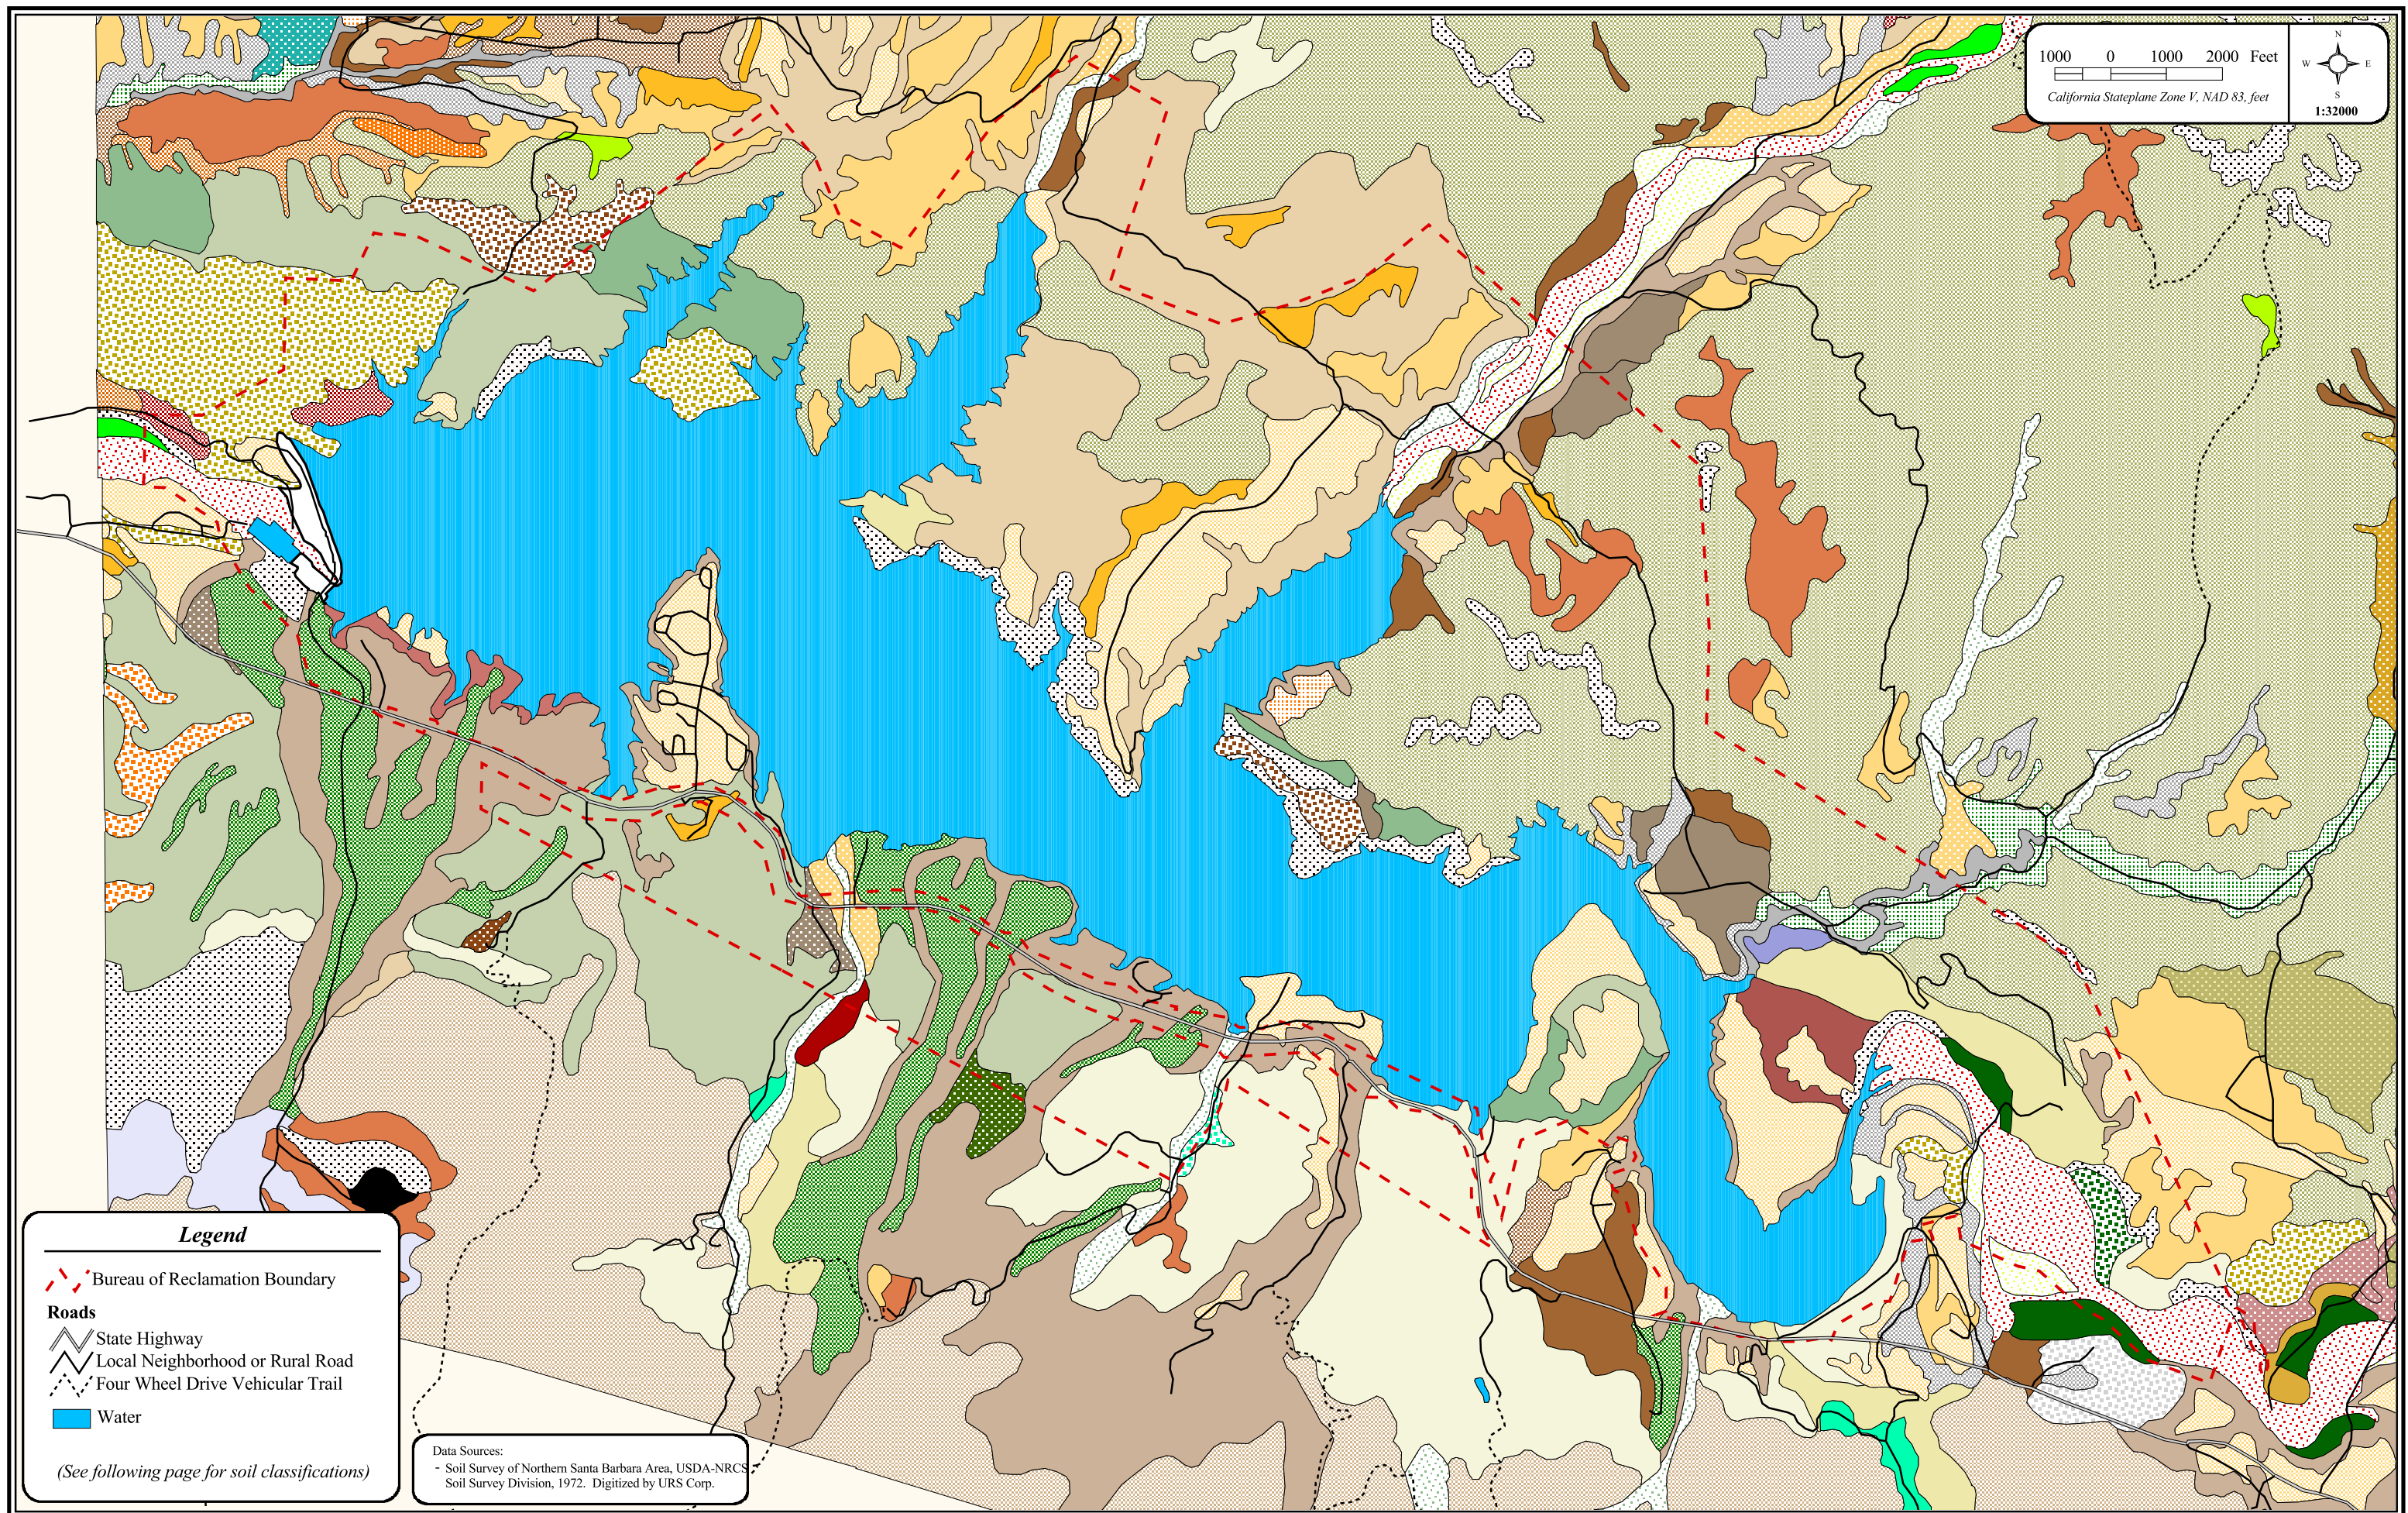 1000 0 1000 2000 Feet
California Stateplane Zone V, NAD 83, feet
N
W E
S
1:32000
Legend
Bureau of Reclamation Boundary
Roads
State Highway
Local Neighborhood or Rural Road
Four Wheel Drive Vehicular Trail
Water
(See following page for soil classifications)
Data Sources:
- Soil Survey of Northern Santa Barbara Area, USDA-NRCS
Soil Survey Division, 1972. Digitized by URS Corp.